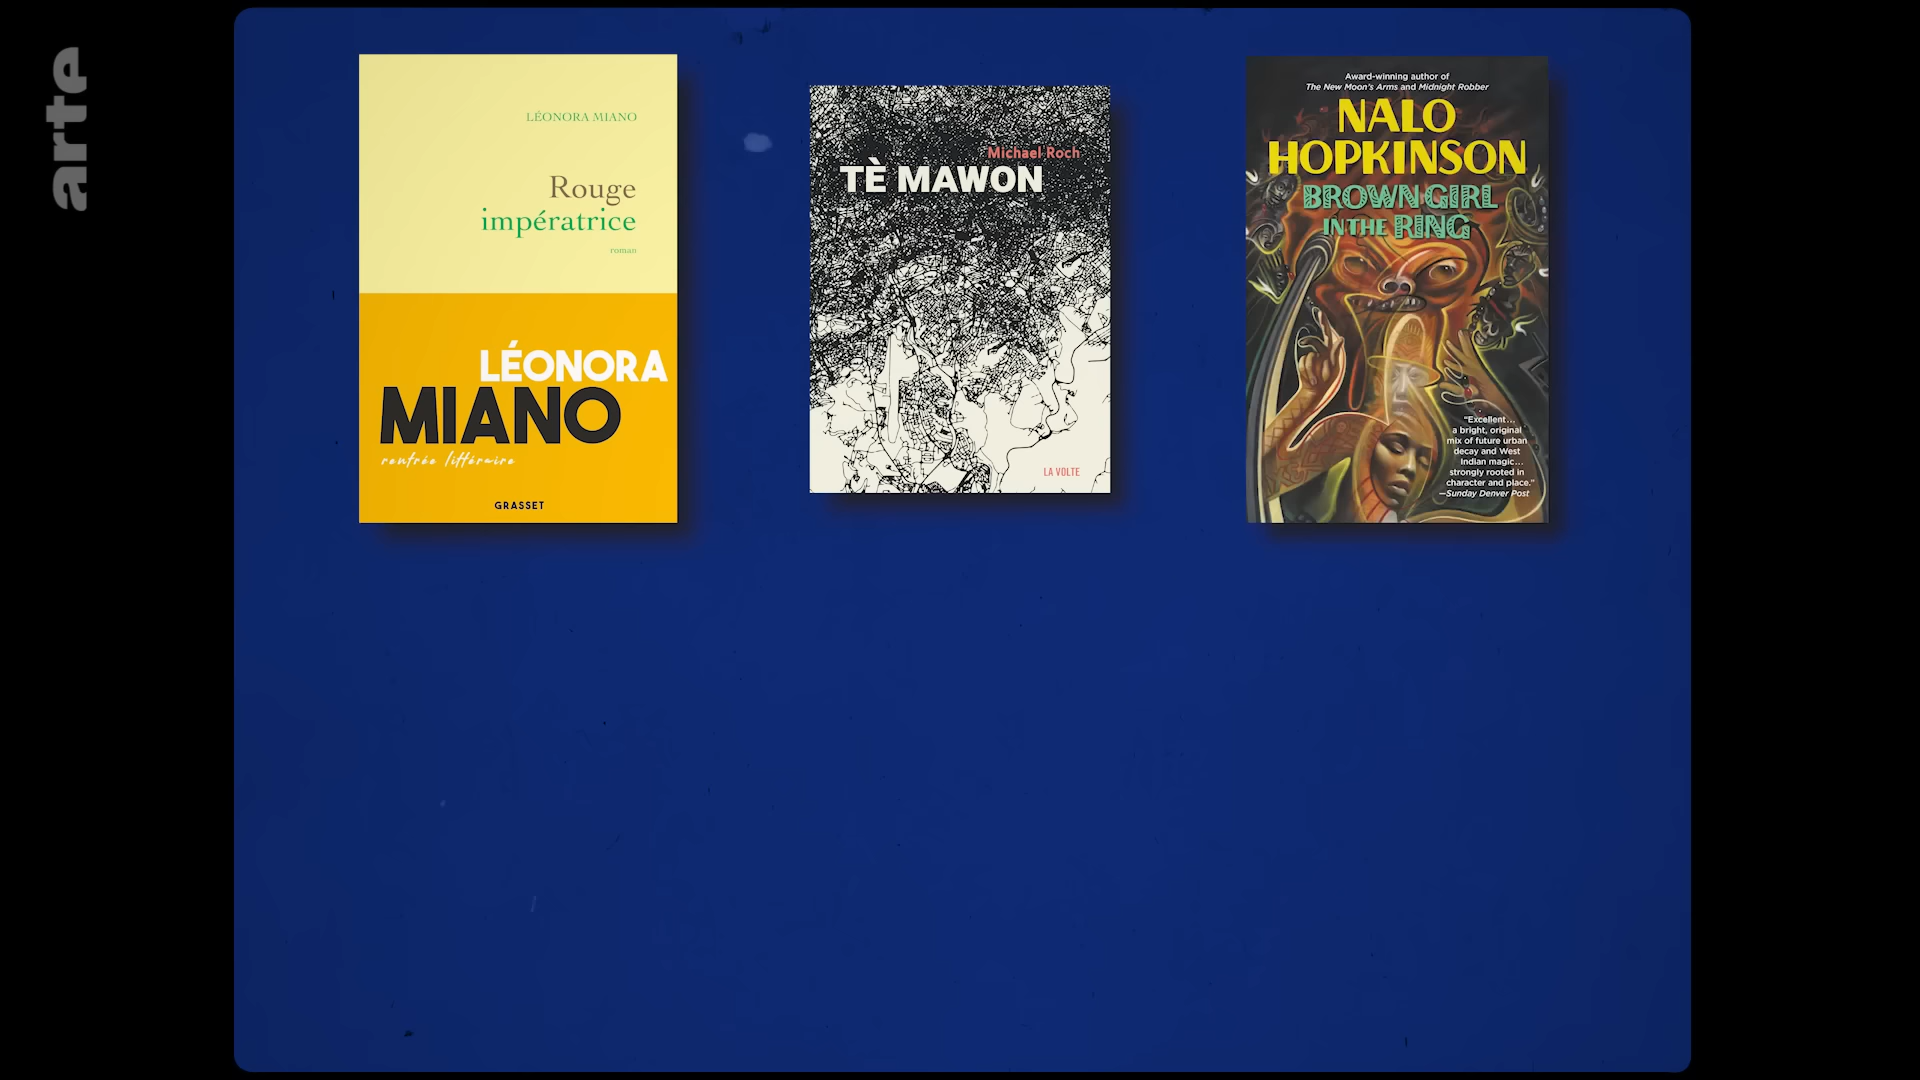 arte
LÉONORA MIANO
Rouge
impératrice
roman
LÉONORA
MIANO
rentrée littéraire
GRASSET
Michael Roch
TÈ MAWON
LA VOLTE
Award-winning author of
The New Moon's Arms and Midnight Robber
NALO
HOPKINSON
BROWN GIRL
IN THE RING
"Excellent...
a bright, original
mix of future urban
decay and West
Indian magic...
strongly rooted in
character and place."
—Sunday Denver Post